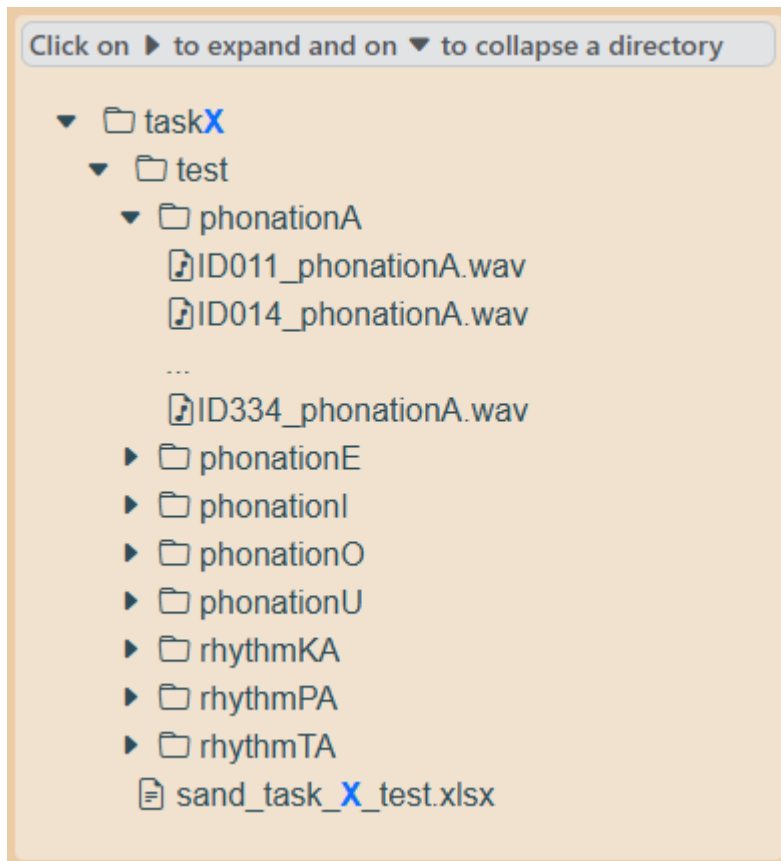 Click on ▶ to expand and on ▼ to collapse a directory
taskX
test
phonationA
ID011_phonationA.wav
ID014_phonationA.wav
...
ID334_phonationA.wav
phonationE
phonationI
phonationO
phonationU
rhythmKA
rhythmPA
rhythmTA
sand_task_X_test.xlsx